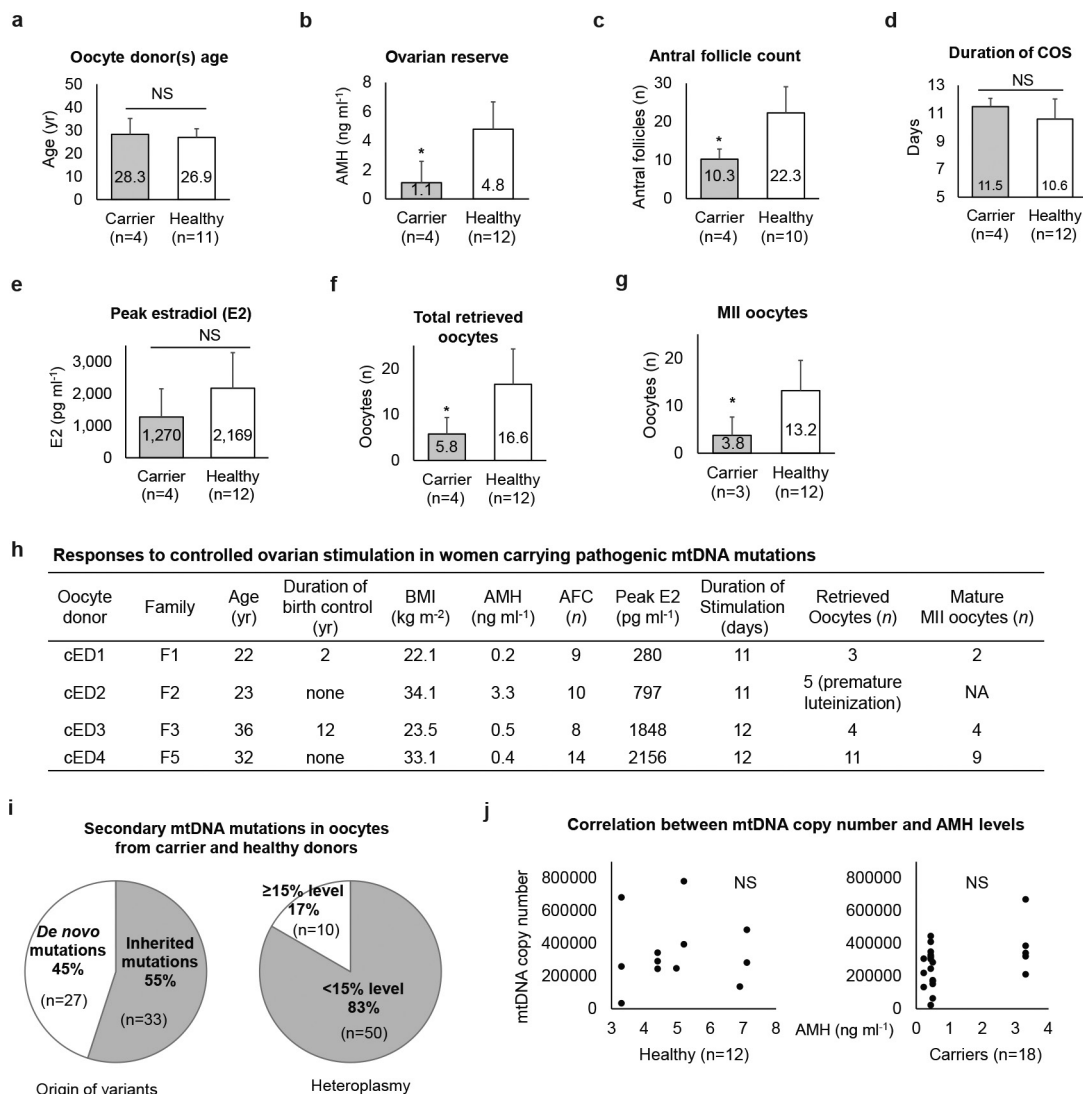 a
Oocyte donor(s) age
Age (yr)
50
40
30
20
10
0
NS
28.3
26.9
Carrier
(n=4)
Healthy
(n=11)
b
Ovarian reserve
AMH (ng ml-1)
8
6
4
2
0
*
1.1
4.8
Carrier
(n=4)
Healthy
(n=12)
c
Antral follicle count
Antral follicles (n)
30
20
10
0
*
10.3
22.3
Carrier
(n=4)
Healthy
(n=10)
d
Duration of COS
Days
13
11
9
7
5
NS
11.5
10.6
Carrier
(n=4)
Healthy
(n=12)
e
Peak estradiol (E2)
E2 (pg ml-1)
3,000
2,000
1,000
0
NS
1,270
2,169
Carrier
(n=4)
Healthy
(n=12)
f
Total retrieved
oocytes
Oocytes (n)
20
10
0
*
5.8
16.6
Carrier
(n=4)
Healthy
(n=12)
g
MII oocytes
Oocytes (n)
20
10
0
*
3.8
13.2
Carrier
(n=3)
Healthy
(n=12)
h
Responses to controlled ovarian stimulation in women carrying pathogenic mtDNA mutations
Oocyte donor Family Age (yr) Duration of birth control (yr) BMI (kg m-2) AMH (ng ml-1) AFC (n) Peak E2 (pg ml-1) Duration of Stimulation (days) Retrieved Oocytes (n) Mature MII oocytes (n)
cED1 F1 22 2 22.1 0.2 9 280 11 3 2
cED2 F2 23 none 34.1 3.3 10 797 11 5 (premature luteinization) NA
cED3 F3 36 12 23.5 0.5 8 1848 12 4 4
cED4 F5 32 none 33.1 0.4 14 2156 12 11 9
i
Secondary mtDNA mutations in oocytes
from carrier and healthy donors
De novo
mutations
45%
(n=27)
Inherited
mutations
55%
(n=33)
Origin of variants
≥15% level
17%
(n=10)
<15% level
83%
(n=50)
Heteroplasmy
j
Correlation between mtDNA copy number and AMH levels
mtDNA copy number
800000
600000
400000
200000
0
NS
3 4 5 6 7 8
Healthy (n=12)
AMH (ng ml-1)
800000
600000
400000
200000
0
NS
0 1 2 3 4
Carriers (n=18)